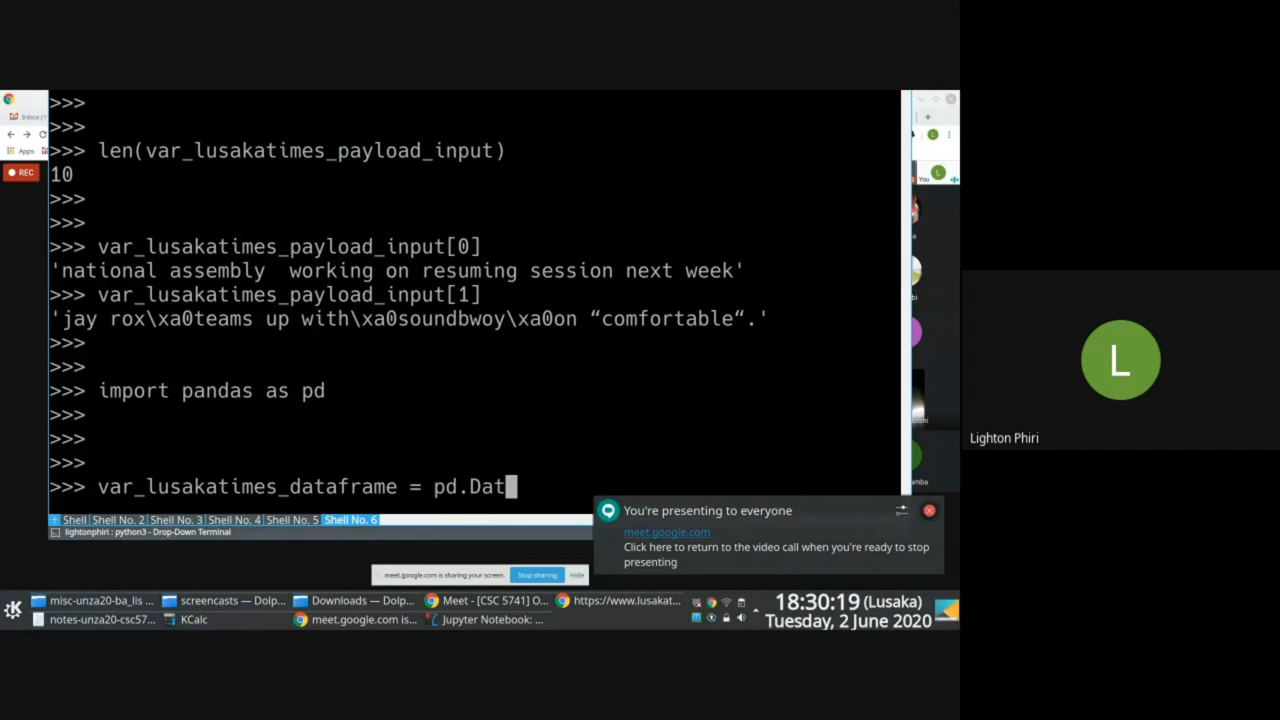 >>>
>>>
>>> len(var_lusakatimes_payload_input)
10
>>>
>>>
>>> var_lusakatimes_payload_input[0]
'national assembly  working on resuming session next week'
>>> var_lusakatimes_payload_input[1]
'jay rox\xa0teams up with\xa0soundbwoy\xa0on “comfortable“.'
>>>
>>>
>>> import pandas as pd
>>>
>>>
>>>
>>> var_lusakatimes_dataframe = pd.Dat
Inbox (1
Apps
REC
You
L
Lighton Phiri
Shell Shell No. 2 Shell No. 3 Shell No. 4 Shell No. 5 Shell No. 6
lightonphiri : python3 - Drop-Down Terminal
You're presenting to everyone
meet.google.com
Click here to return to the video call when you're ready to stop
presenting
meet.google.com is sharing your screen. Stop sharing Hide
misc-unza20-ba_lis ... screencasts — Dolp... Downloads — Dolp... Meet - [CSC 5741] O... https://www.lusakat...
notes-unza20-csc57... KCalc meet.google.com is... Jupyter Notebook: ...
18:30:19 (Lusaka)
Tuesday, 2 June 2020